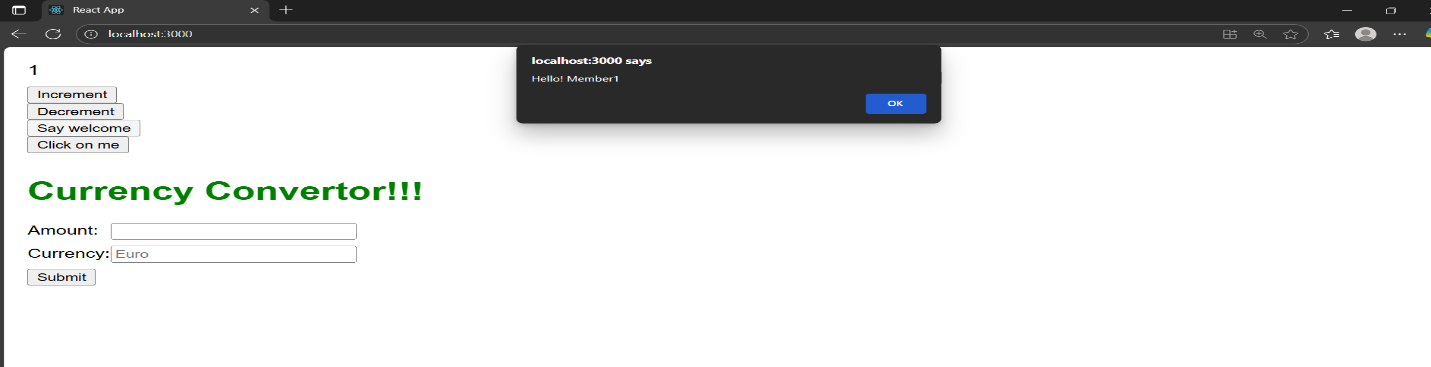 React App
localhost:3000
localhost:3000 says
Hello! Member1
OK
1
Increment
Decrement
Say welcome
Click on me
Currency Convertor!!!
Amount:
Currency: Euro
Submit